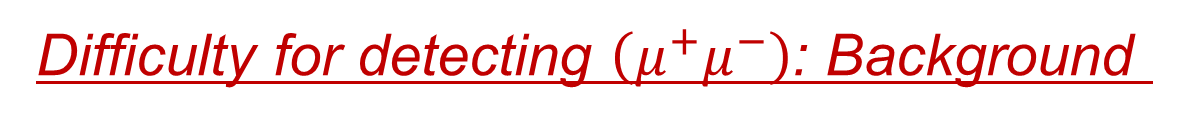 Difficulty for detecting (μ⁺μ⁻): Background